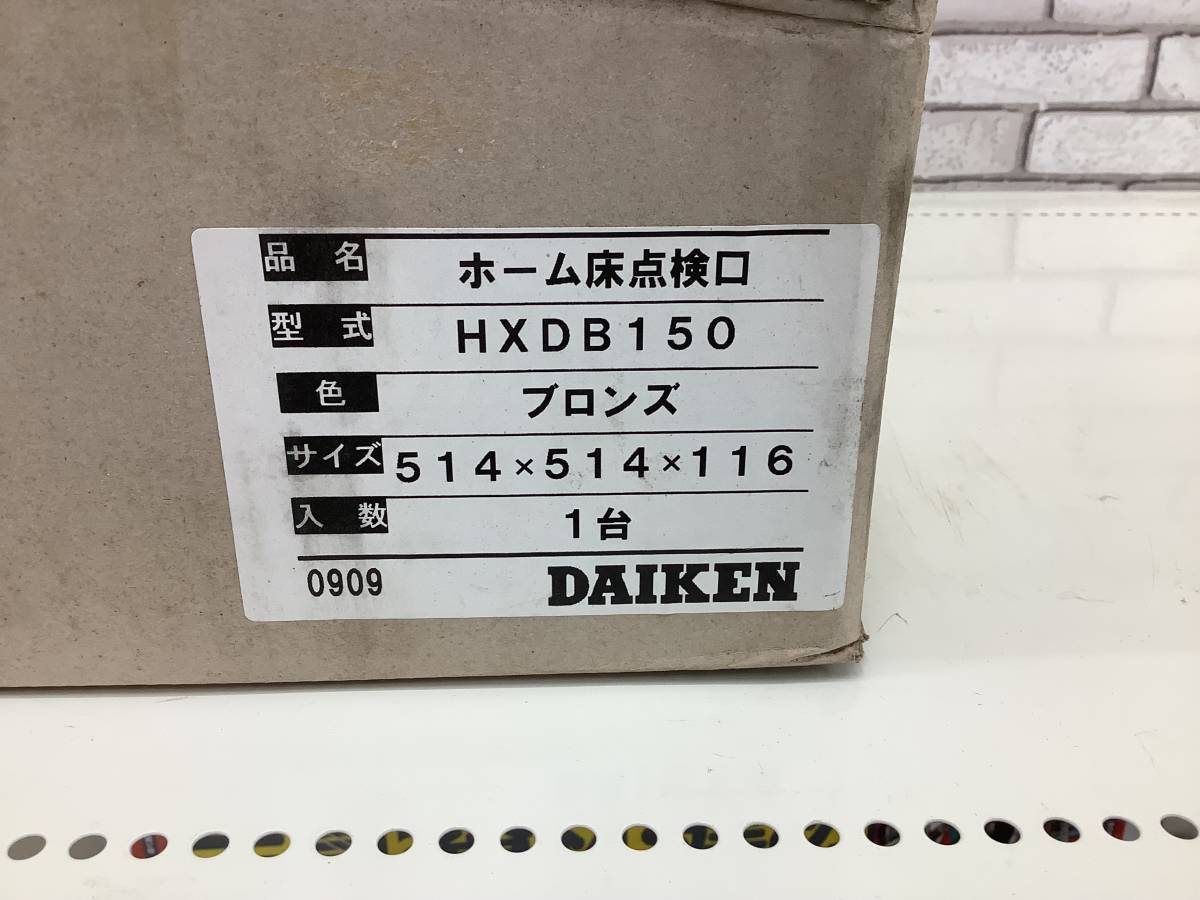 品名 ホーム床点検口
型式 HXDB150
色 ブロンズ
サイズ 514×514×116
入数 1台
0909 DAIKEN